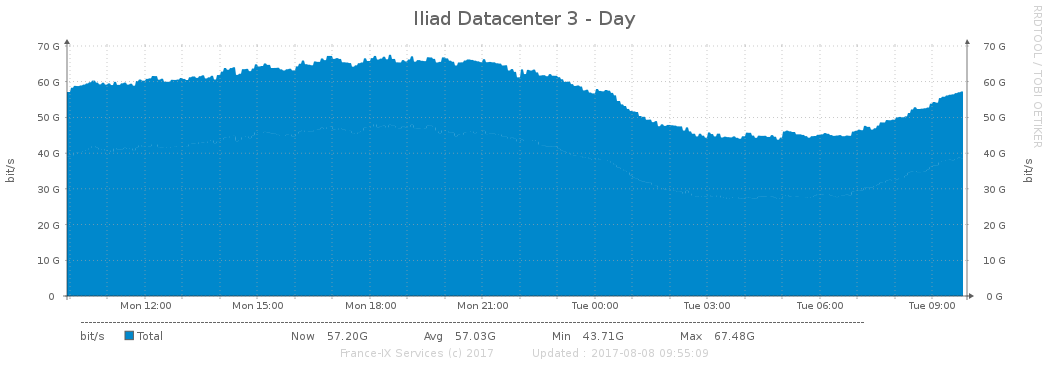 Iliad Datacenter 3 - Day
RRDTOOL / TOBI OETIKER
70 G 70 G
60 G 60 G
50 G 50 G
40 G 40 G
30 G 30 G
20 G 20 G
10 G 10 G
0 0 G
bit/s bit/s
Mon 12:00 Mon 15:00 Mon 18:00 Mon 21:00 Tue 00:00 Tue 03:00 Tue 06:00 Tue 09:00
bit/s Total Now 57.20G Avg 57.03G Min 43.71G Max 67.48G
France-IX Services (c) 2017 Updated : 2017-08-08 09:55:09